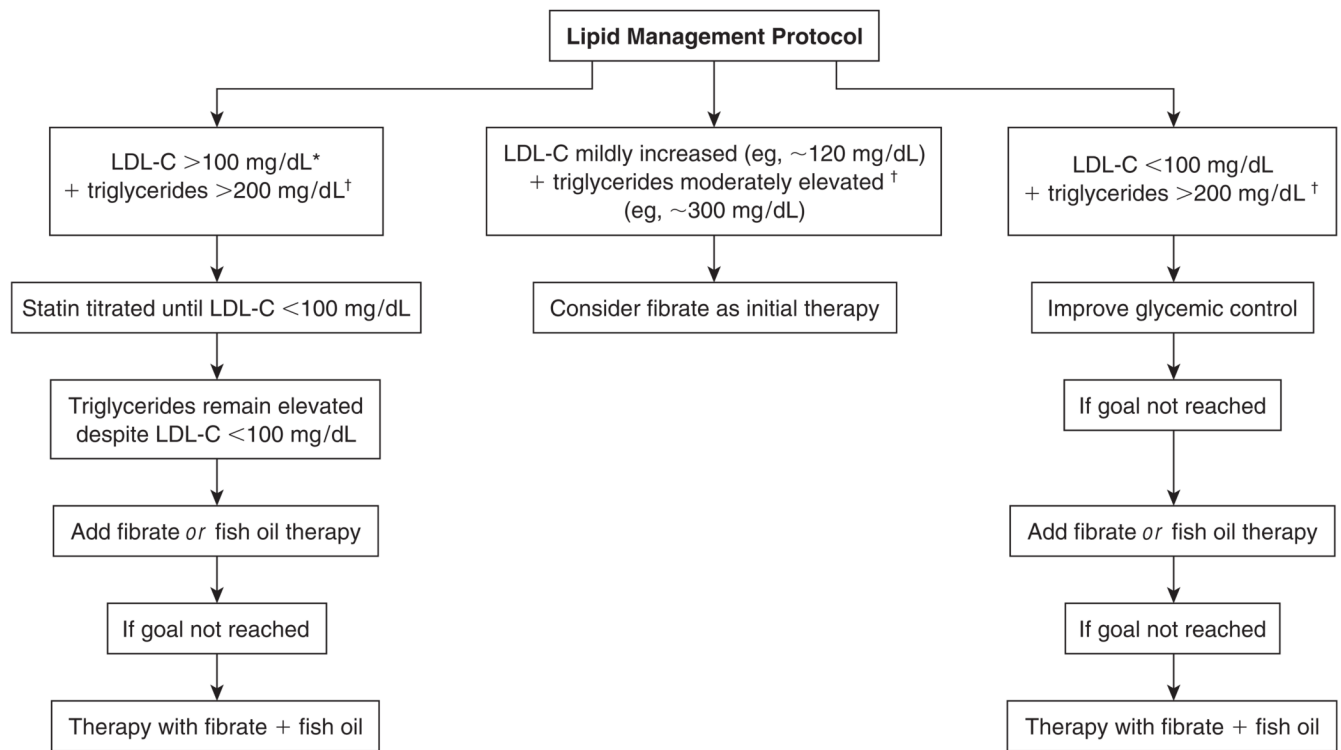 Lipid Management Protocol
LDL-C >100 mg/dL*
+ triglycerides >200 mg/dL†
Statin titrated until LDL-C <100 mg/dL
Triglycerides remain elevated
despite LDL-C <100 mg/dL
Add fibrate or fish oil therapy
If goal not reached
Therapy with fibrate + fish oil
LDL-C mildly increased (eg, ~120 mg/dL)
+ triglycerides moderately elevated †
(eg, ~300 mg/dL)
Consider fibrate as initial therapy
LDL-C <100 mg/dL
+ triglycerides >200 mg/dL †
Improve glycemic control
If goal not reached
Add fibrate or fish oil therapy
If goal not reached
Therapy with fibrate + fish oil